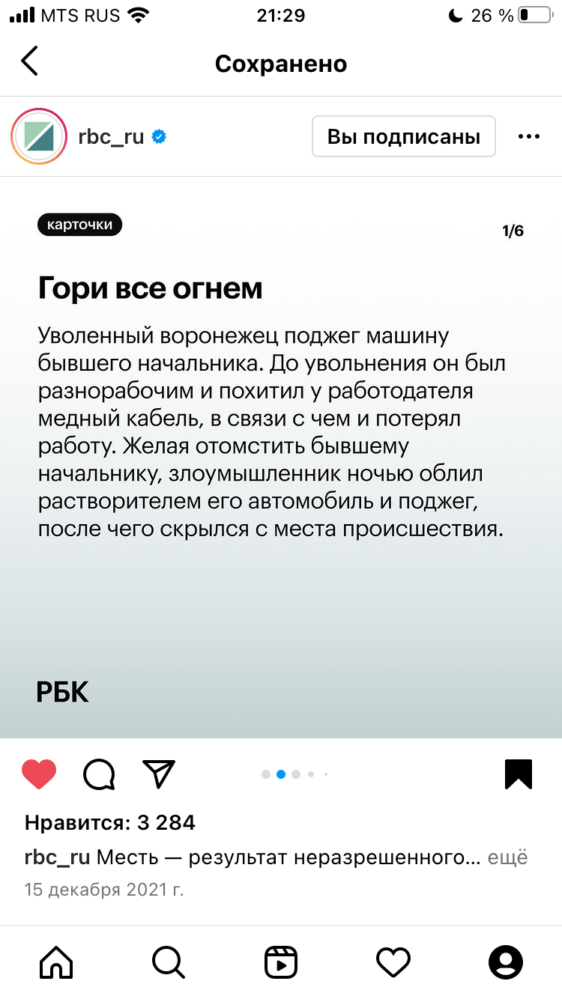 MTS RUS 21:29 26 %
Сохранено
rbc_ru Вы подписаны
карточки
1/6
Гори все огнем
Уволенный воронежец поджег машину
бывшего начальника. До увольнения он был
разнорабочим и похитил у работодателя
медный кабель, в связи с чем и потерял
работу. Желая отомстить бывшему
начальнику, злоумышленник ночью облил
растворителем его автомобиль и поджег,
после чего скрылся с места происшествия.
РБК
Нравится: 3 284
rbc_ru Месть — результат неразрешенного... ещё
15 декабря 2021 г.